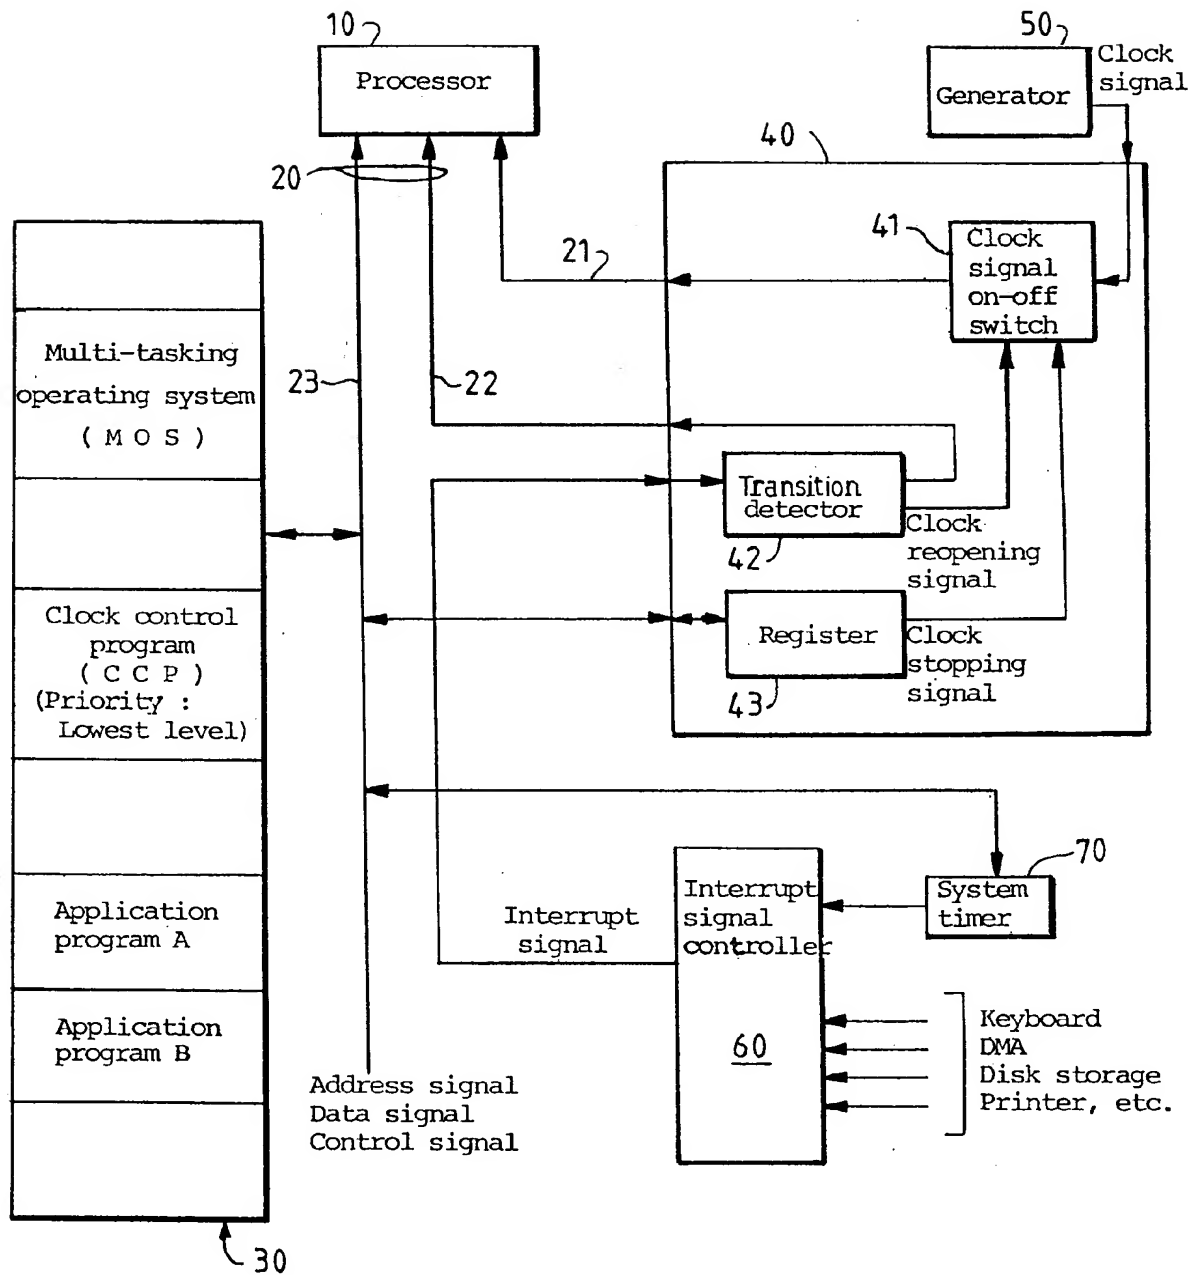 10
Processor
50
Clock
signal
Generator
40
20
41
Clock
signal
on-off
switch
21
Multi-tasking
operating system
( M O S )
23
22
Transition
detector
42
Clock
reopening
signal
Clock control
program
( C C P )
(Priority :
Lowest level)
Register
43
Clock
stopping
signal
70
System
timer
Interrupt
signal
controller
60
Interrupt
signal
Application
program A
Application
program B
Keyboard
DMA
Disk storage
Printer, etc.
Address signal
Data signal
Control signal
30